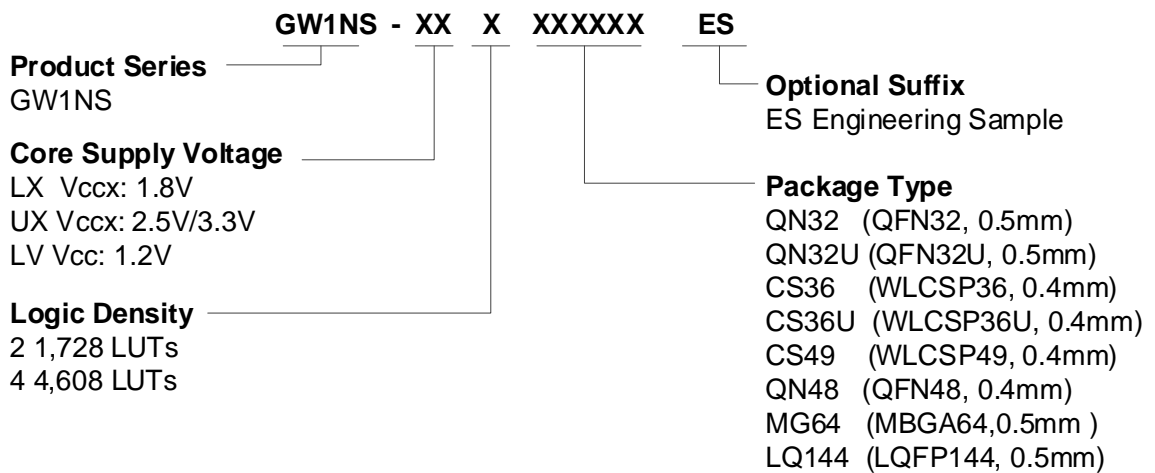 GW1NS - XX X XXXXXX ES
Product Series
GW1NS
Core Supply Voltage
LX Vccx: 1.8V
UX Vccx: 2.5V/3.3V
LV Vcc: 1.2V
Logic Density
2 1,728 LUTs
4 4,608 LUTs
Optional Suffix
ES Engineering Sample
Package Type
QN32 (QFN32, 0.5mm)
QN32U (QFN32U, 0.5mm)
CS36 (WLCSP36, 0.4mm)
CS36U (WLCSP36U, 0.4mm)
CS49 (WLCSP49, 0.4mm)
QN48 (QFN48, 0.4mm)
MG64 (MBGA64,0.5mm )
LQ144 (LQFP144, 0.5mm)